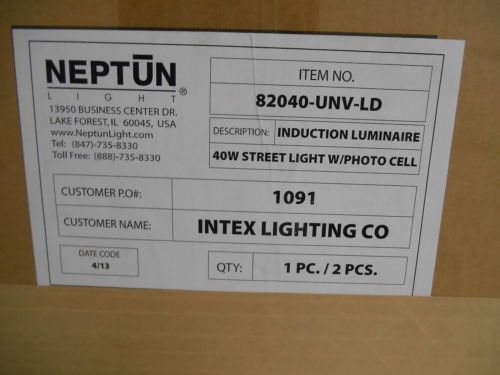 NEPTŪN
LIGHT®
13950 BUSINESS CENTER DR.
LAKE FOREST, IL 60045, USA
www.NeptunLight.com
Tel: (847)-735-8330
Toll Free: (888)-735-8330
ITEM NO.
82040-UNV-LD
DESCRIPTION: INDUCTION LUMINAIRE
40W STREET LIGHT W/PHOTO CELL
CUSTOMER P.O#: 1091
CUSTOMER NAME: INTEX LIGHTING CO
DATE CODE
4/13
QTY: 1 PC. / 2 PCS.